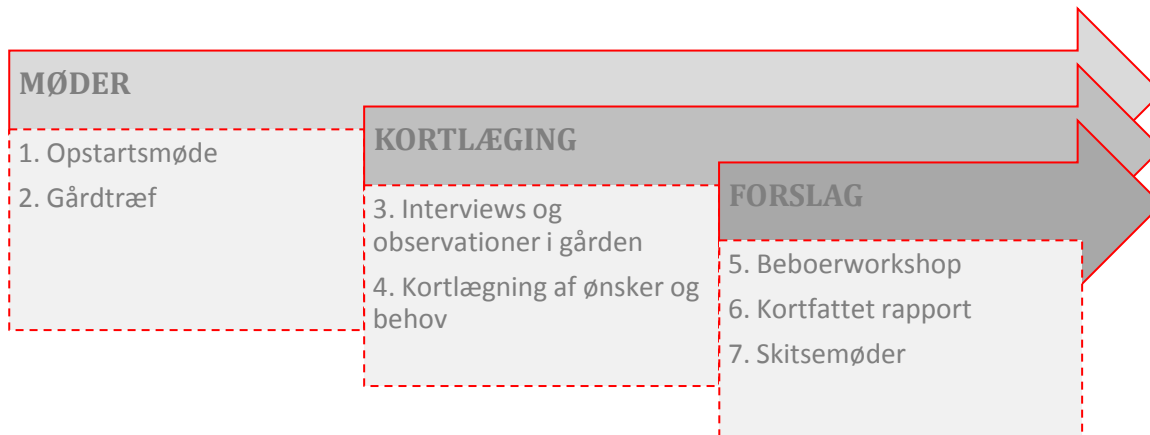 MØDER
1. Opstartsmøde
2. Gårdtræf
KORTLÆGING
3. Interviews og
observationer i gården
4. Kortlægning af ønsker og
behov
FORSLAG
5. Beboerworkshop
6. Kortfattet rapport
7. Skitsemøder